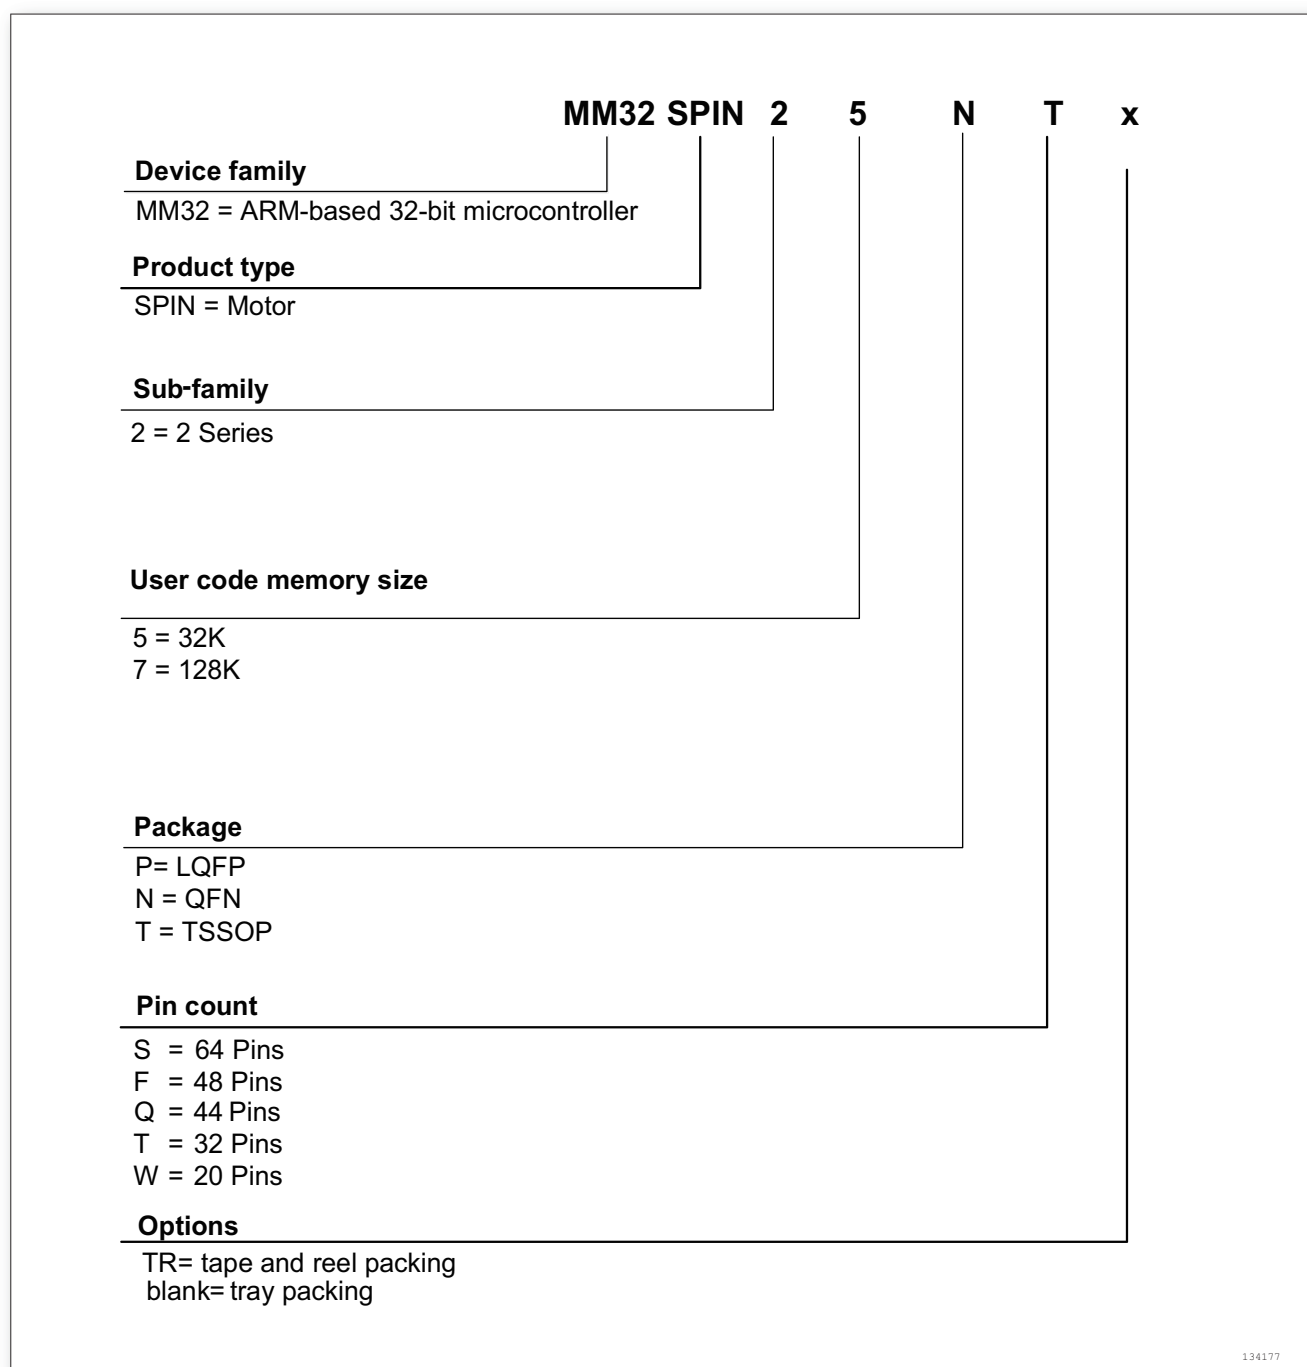 MM32 SPIN 2 5 N T x
Device family
MM32 = ARM-based 32-bit microcontroller
Product type
SPIN = Motor
Sub-family
2 = 2 Series
User code memory size
5 = 32K
7 = 128K
Package
P= LQFP
N = QFN
T = TSSOP
Pin count
S = 64 Pins
F = 48 Pins
Q = 44 Pins
T = 32 Pins
W = 20 Pins
Options
TR= tape and reel packing
blank= tray packing
134177